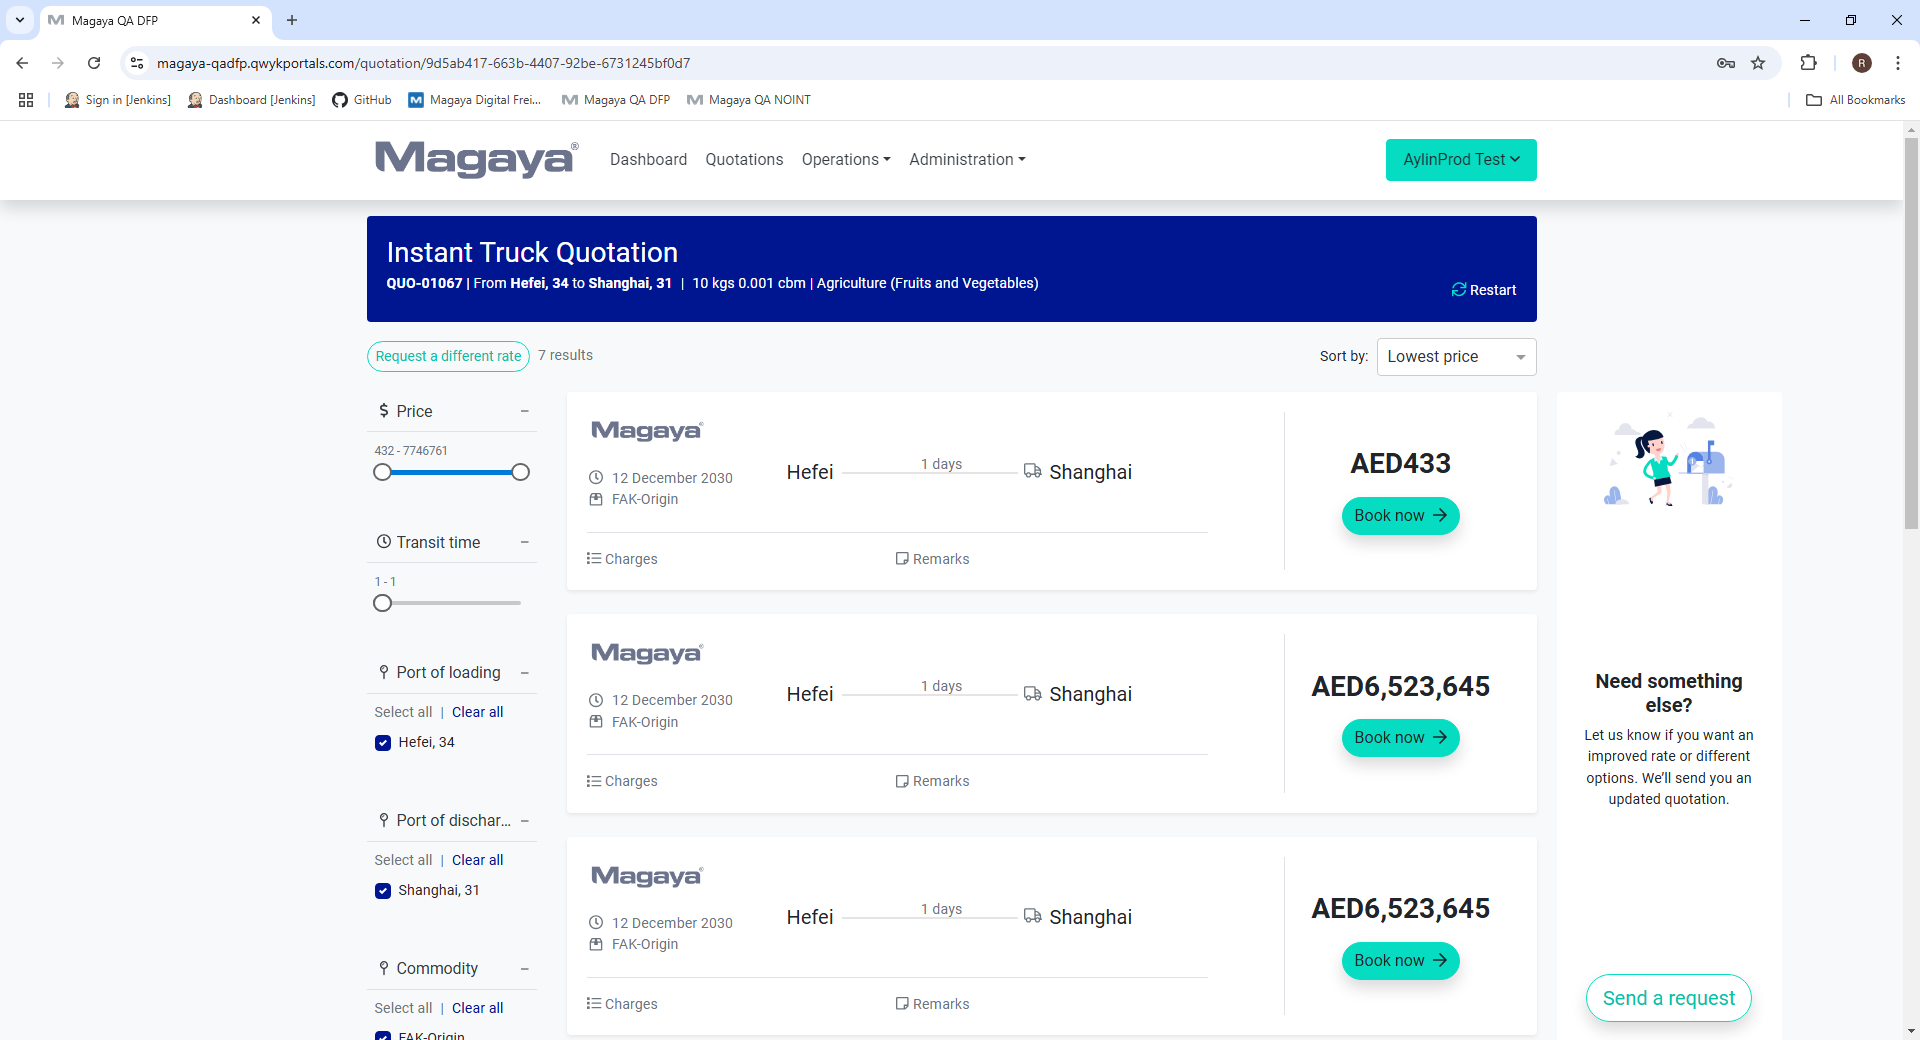 Magaya QA DFP
magaya-qadfp.qwykportals.com/quotation/9d5ab417-663b-4407-92be-6731245bf0d7
R
Sign in [Jenkins]
Dashboard [Jenkins]
GitHub
Magaya Digital Frei...
Magaya QA DFP
Magaya QA NOINT
All Bookmarks
Magaya®
Dashboard
Quotations
Operations
Administration
AylinProd Test
Instant Truck Quotation
QUO-01067 | From Hefei, 34 to Shanghai, 31 | 10 kgs 0.001 cbm | Agriculture (Fruits and Vegetables)
Restart
Request a different rate
7 results
Sort by:
Lowest price
Price
432 - 7746761
Transit time
1 - 1
Port of loading
Select all | Clear all
Hefei, 34
Port of dischar...
Select all | Clear all
Shanghai, 31
Commodity
Select all | Clear all
FAK-Origin
Magaya
12 December 2030
FAK-Origin
Hefei
1 days
Shanghai
Charges
Remarks
AED433
Book now
Magaya
12 December 2030
FAK-Origin
Hefei
1 days
Shanghai
Charges
Remarks
AED6,523,645
Book now
Magaya
12 December 2030
FAK-Origin
Hefei
1 days
Shanghai
Charges
Remarks
AED6,523,645
Book now
Need something
else?
Let us know if you want an
improved rate or different
options. We’ll send you an
updated quotation.
Send a request